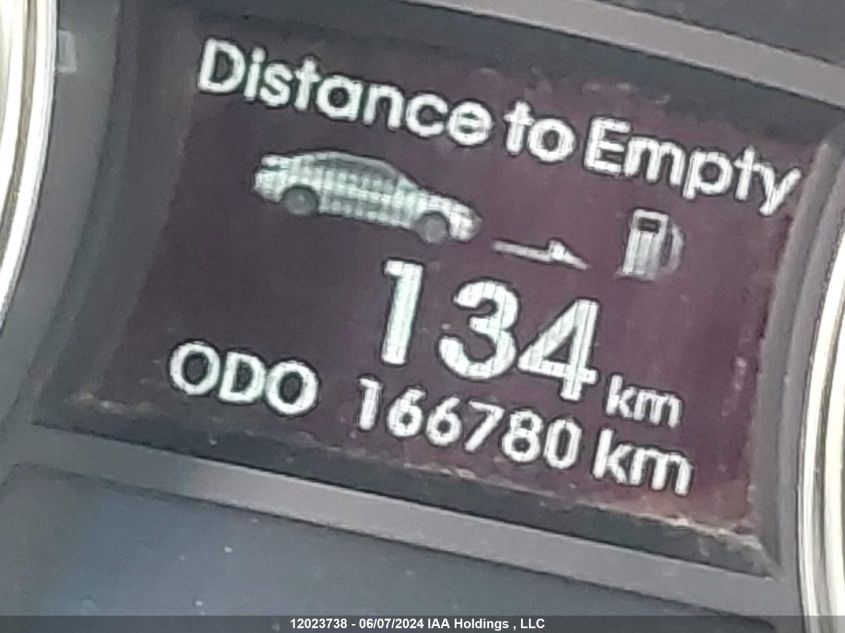 Distance to Empty
134 km
ODO 166780 km
12023738 - 06/07/2024 IAA Holdings , LLC